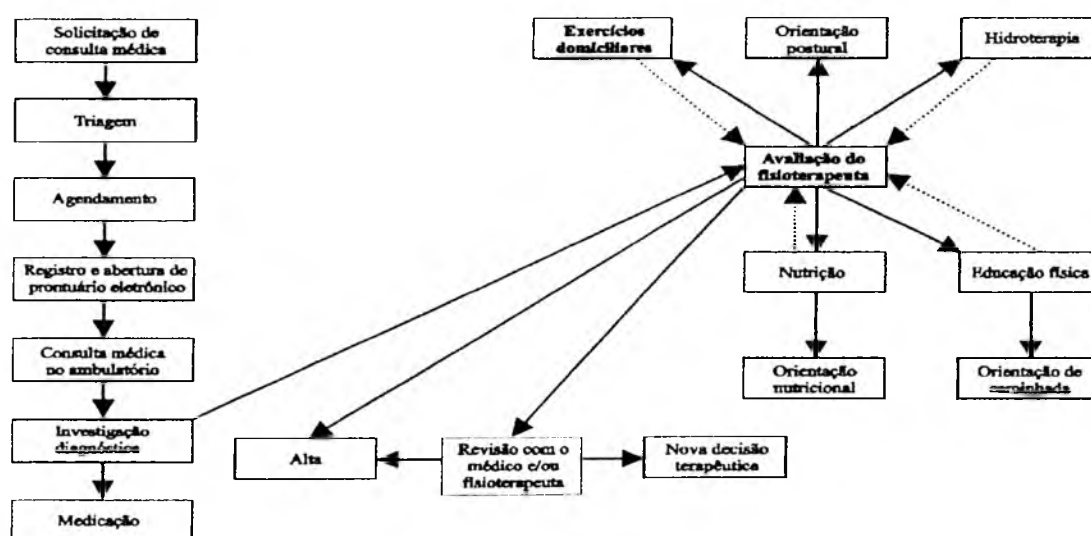 Solicitação de
consulta médica
Triagem
Agendamento
Registro e abertura de
prontuário eletrônico
Consulta médica
no ambulatório
Investigação
diagnóstica
Medicação
Exercícios
domiciliares
Orientação
postural
Hidroterapia
Avaliação do
fisioterapeuta
Nutrição
Educação física
Orientação
nutricional
Orientação de
caminhada
Alta
Revisão com o
médico e/ou
fisioterapeuta
Nova decisão
terapêutica